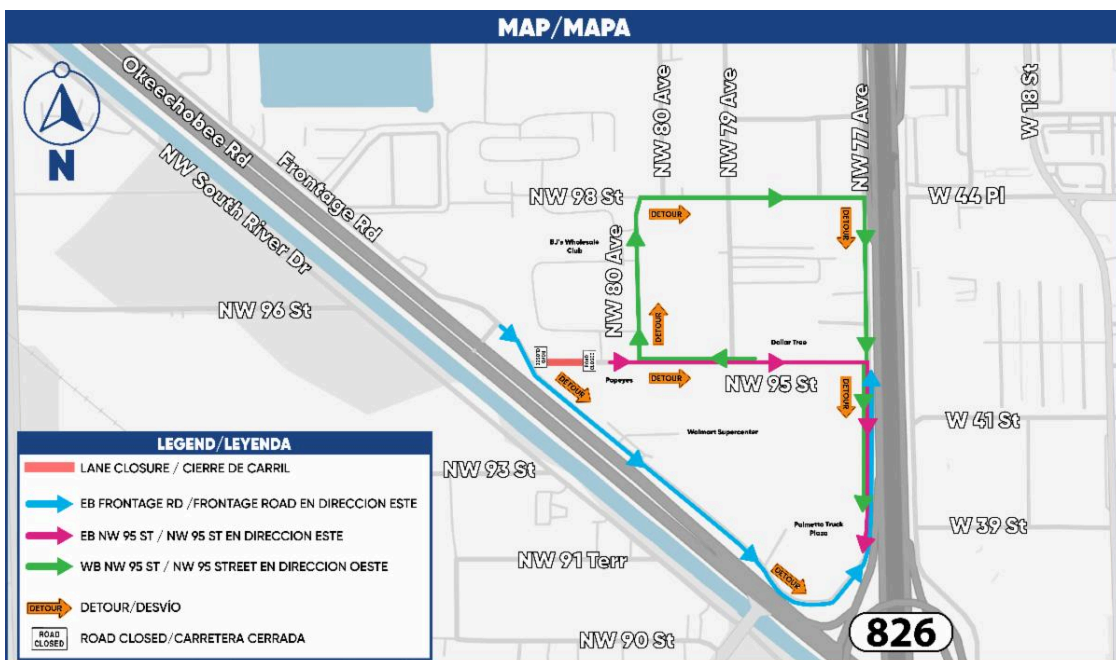 MAP/MAPA
N
Okeechobee Rd
Frontage Rd
NW South River Dr
NW 80 Ave
NW 79 Ave
NW 77 Ave
W 18 St
NW 98 St
W 44 Pl
DETOUR
DETOUR
BJ's Wholesale
Club
NW 80 Ave
NW 96 St
DETOUR
Dollar Tree
ROAD
CLOSED
ROAD
CLOSED
Popeyes
DETOUR
NW 95 St
DETOUR
DETOUR
W 41 St
Walmart Supercenter
NW 93 St
Palmetto Truck
Plaza
W 39 St
NW 91 Terr
DETOUR
NW 90 St
826
LEGEND/LEYENDA
LANE CLOSURE / CIERRE DE CARRIL
EB FRONTAGE RD /FRONTAGE ROAD EN DIRECCION ESTE
EB NW 95 ST / NW 95 ST EN DIRECCION ESTE
WB NW 95 ST / NW 95 STREET EN DIRECCION OESTE
DETOUR DETOUR/DESVÍO
ROAD
CLOSED
ROAD CLOSED/CARRETERA CERRADA